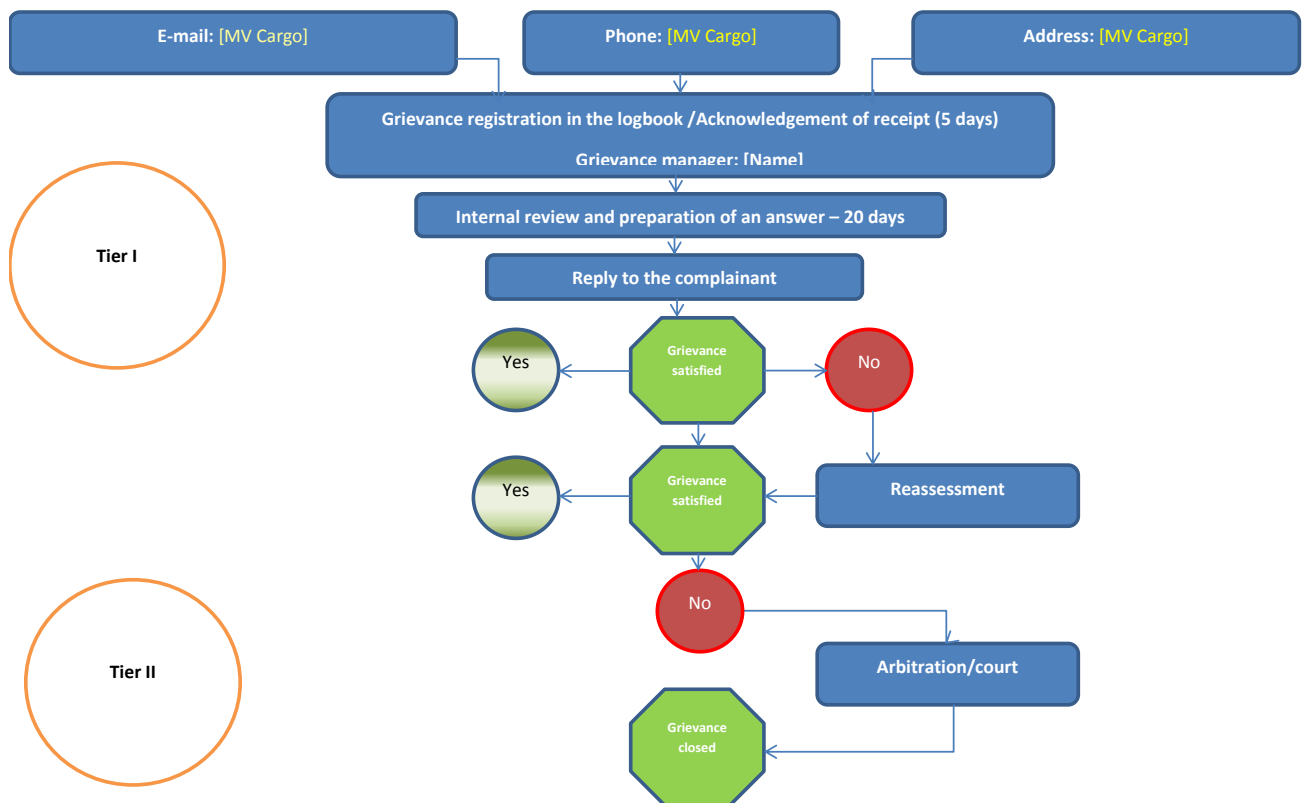 E-mail: [MV Cargo]
Phone: [MV Cargo]
Address: [MV Cargo]
Grievance registration in the logbook /Acknowledgement of receipt (5 days)
Grievance manager: [Name]
Internal review and preparation of an answer – 20 days
Tier I
Reply to the complainant
Yes
Grievance
satisfied
No
Yes
Grievance
satisfied
Reassessment
No
Tier II
Arbitration/court
Grievance
closed